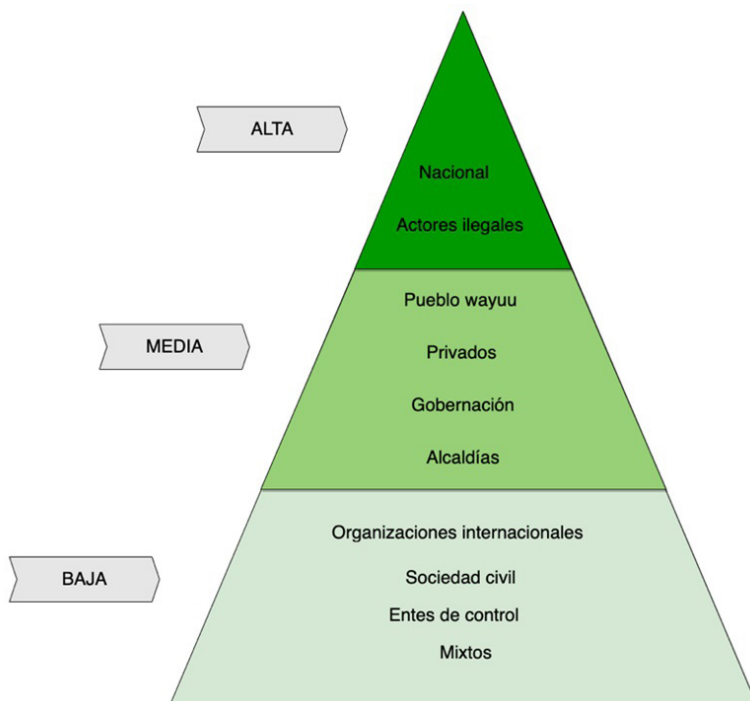 ALTA
Nacional
Actores ilegales
Pueblo wayuu
MEDIA
Privados
Gobernación
Alcaldías
Organizaciones internacionales
BAJA
Sociedad civil
Entes de control
Mixtos